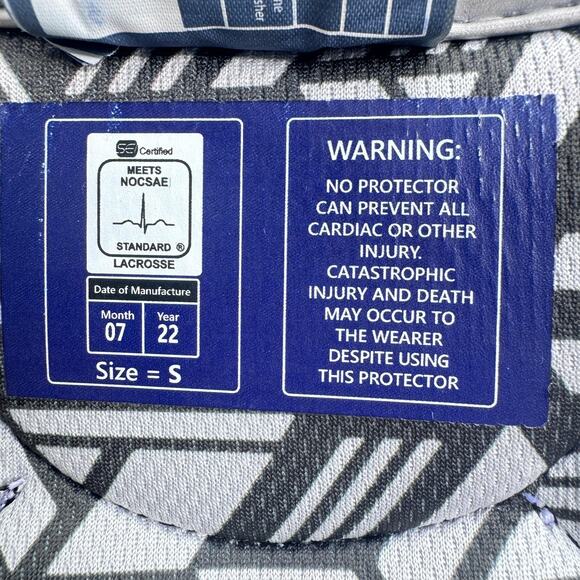 SEI Certified
MEETS
NOCSAE
STANDARD ®
LACROSSE
Date of Manufacture
Month Year
07 22
Size = S
WARNING:
NO PROTECTOR
CAN PREVENT ALL
CARDIAC OR OTHER
INJURY.
CATASTROPHIC
INJURY AND DEATH
MAY OCCUR TO
THE WEARER
DESPITE USING
THIS PROTECTOR